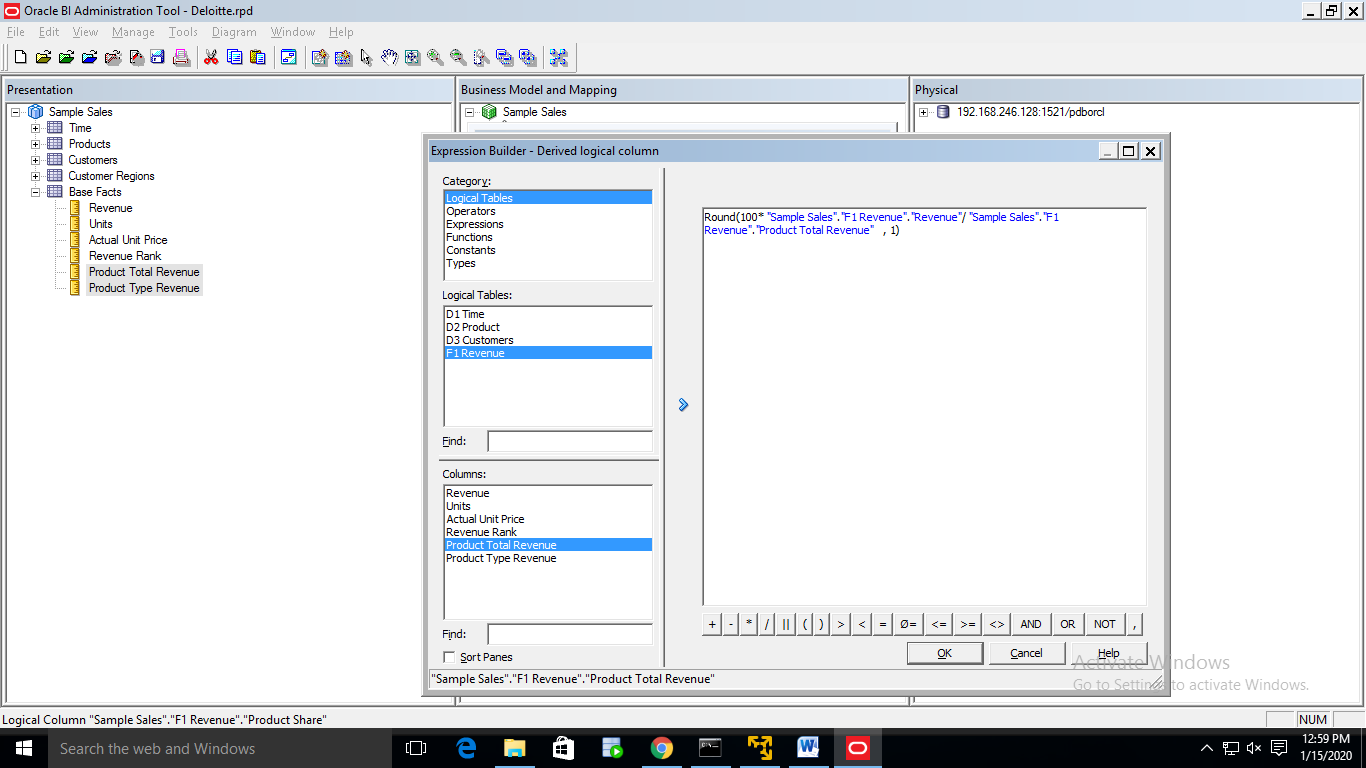 Oracle BI Administration Tool - Deloitte.rpd
File Edit View Manage Tools Diagram Window Help
Presentation
Sample Sales
Time
Products
Customers
Customer Regions
Base Facts
Revenue
Units
Actual Unit Price
Revenue Rank
Product Total Revenue
Product Type Revenue
Business Model and Mapping
Sample Sales
Physical
192.168.246.128:1521/pdborcl
Expression Builder - Derived logical column
Category:
Logical Tables
Operators
Expressions
Functions
Constants
Types
Logical Tables:
D1 Time
D2 Product
D3 Customers
F1 Revenue
Find:
Columns:
Revenue
Units
Actual Unit Price
Revenue Rank
Product Total Revenue
Product Type Revenue
Find:
Sort Panes
Round(100* "Sample Sales"."F1 Revenue"."Revenue"/ "Sample Sales"."F1
Revenue"."Product Total Revenue" , 1)
+ - * / || ( ) > < = Ø= <= >= <> AND OR NOT ,
OK Cancel Help
"Sample Sales"."F1 Revenue"."Product Total Revenue"
Activate Windows
Go to Settings to activate Windows.
Logical Column "Sample Sales"."F1 Revenue"."Product Share"
NUM
Search the web and Windows
12:59 PM
1/15/2020